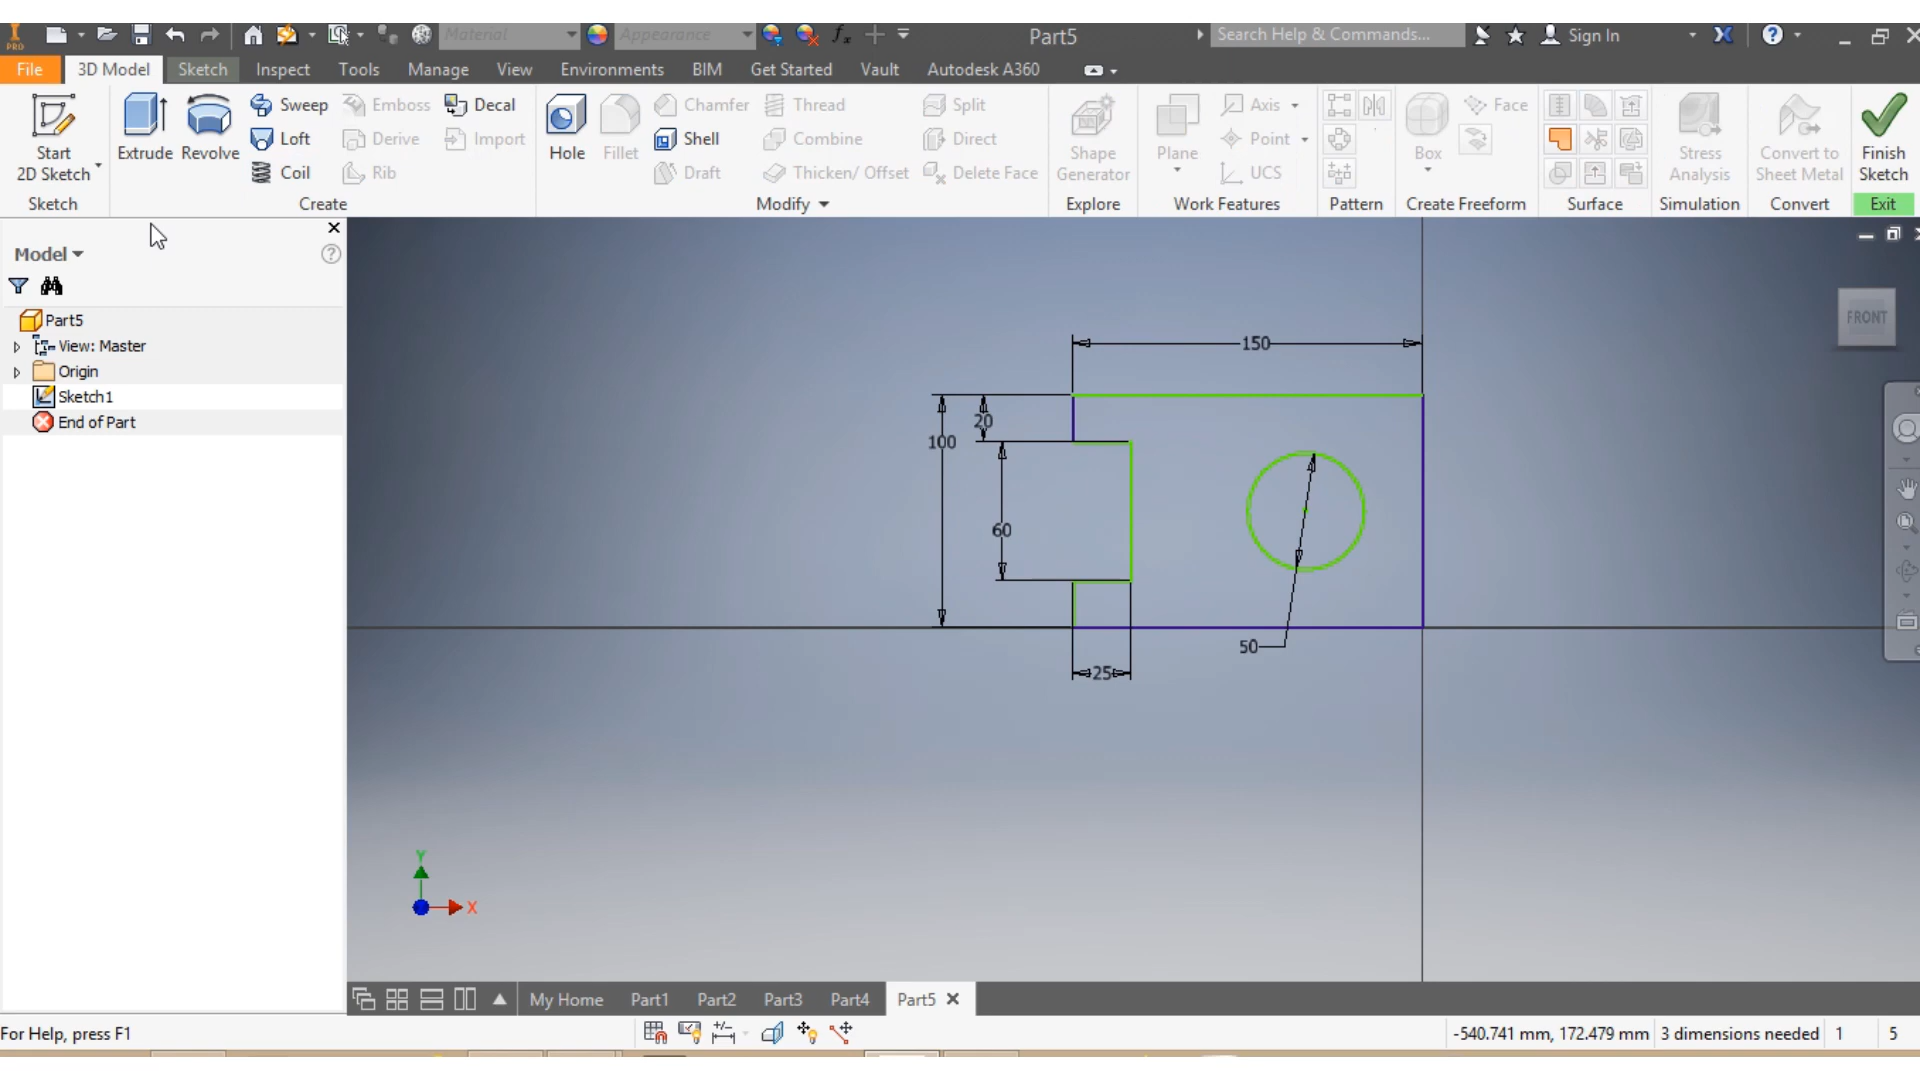 PRO Material Appearance fx Part5 Search Help & Commands... Sign In
File 3D Model Sketch Inspect Tools Manage View Environments BIM Get Started Vault Autodesk A360
Start
2D Sketch
Extrude
Revolve
Sweep
Loft
Coil
Emboss
Derive
Rib
Decal
Import
Hole
Fillet
Chamfer
Shell
Draft
Thread
Combine
Thicken/ Offset
Split
Direct
Delete Face
Shape
Generator
Plane
Axis
Point
UCS
Box
Face
Stress
Analysis
Convert to
Sheet Metal
Finish
Sketch
Sketch Create Modify Explore Work Features Pattern Create Freeform Surface Simulation Convert Exit
Model
Part5
View: Master
Origin
Sketch1
End of Part
FRONT
150
20
100
60
50
25
Y
X
My Home Part1 Part2 Part3 Part4 Part5
For Help, press F1 -540.741 mm, 172.479 mm 3 dimensions needed 1 5